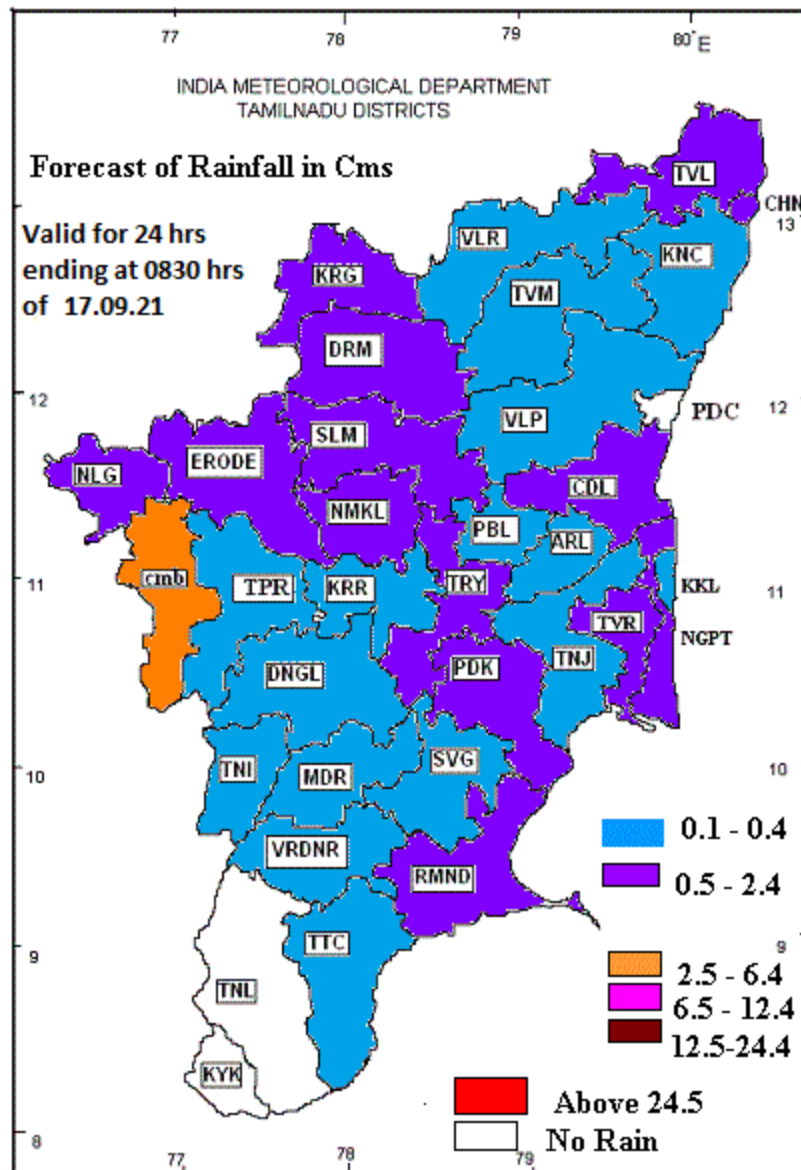 77 78 79 80° E
INDIA METEOROLOGICAL DEPARTMENT
TAMILNADU DISTRICTS
Forecast of Rainfall in Cms
Valid for 24 hrs
ending at 0830 hrs
of 17.09.21
TVL
CHN
13
VLR
KNC
KRG
TVM
DRM
12
12
PDC
VLP
SLM
ERODE
NLG
CDL
NMKL
PBL
ARL
11
cmb
TPR
KRR
TRY
KKL
11
TVR
NGPT
DNGL
PDK
TNJ
10
TNI
MDR
SVG
10
0.1 - 0.4
VRDNR
RMND
0.5 - 2.4
9
TTC
9
2.5 - 6.4
TNL
6.5 - 12.4
12.5-24.4
KYK
Above 24.5
No Rain
8
77 78 79